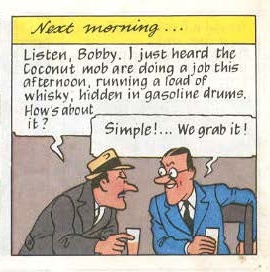 Next morning...
Listen, Bobby. I just heard the
Coconut mob are doing a job this
afternoon, running a load of
whisky, hidden in gasoline drums.
How's about
it?
Simple!... We grab it!